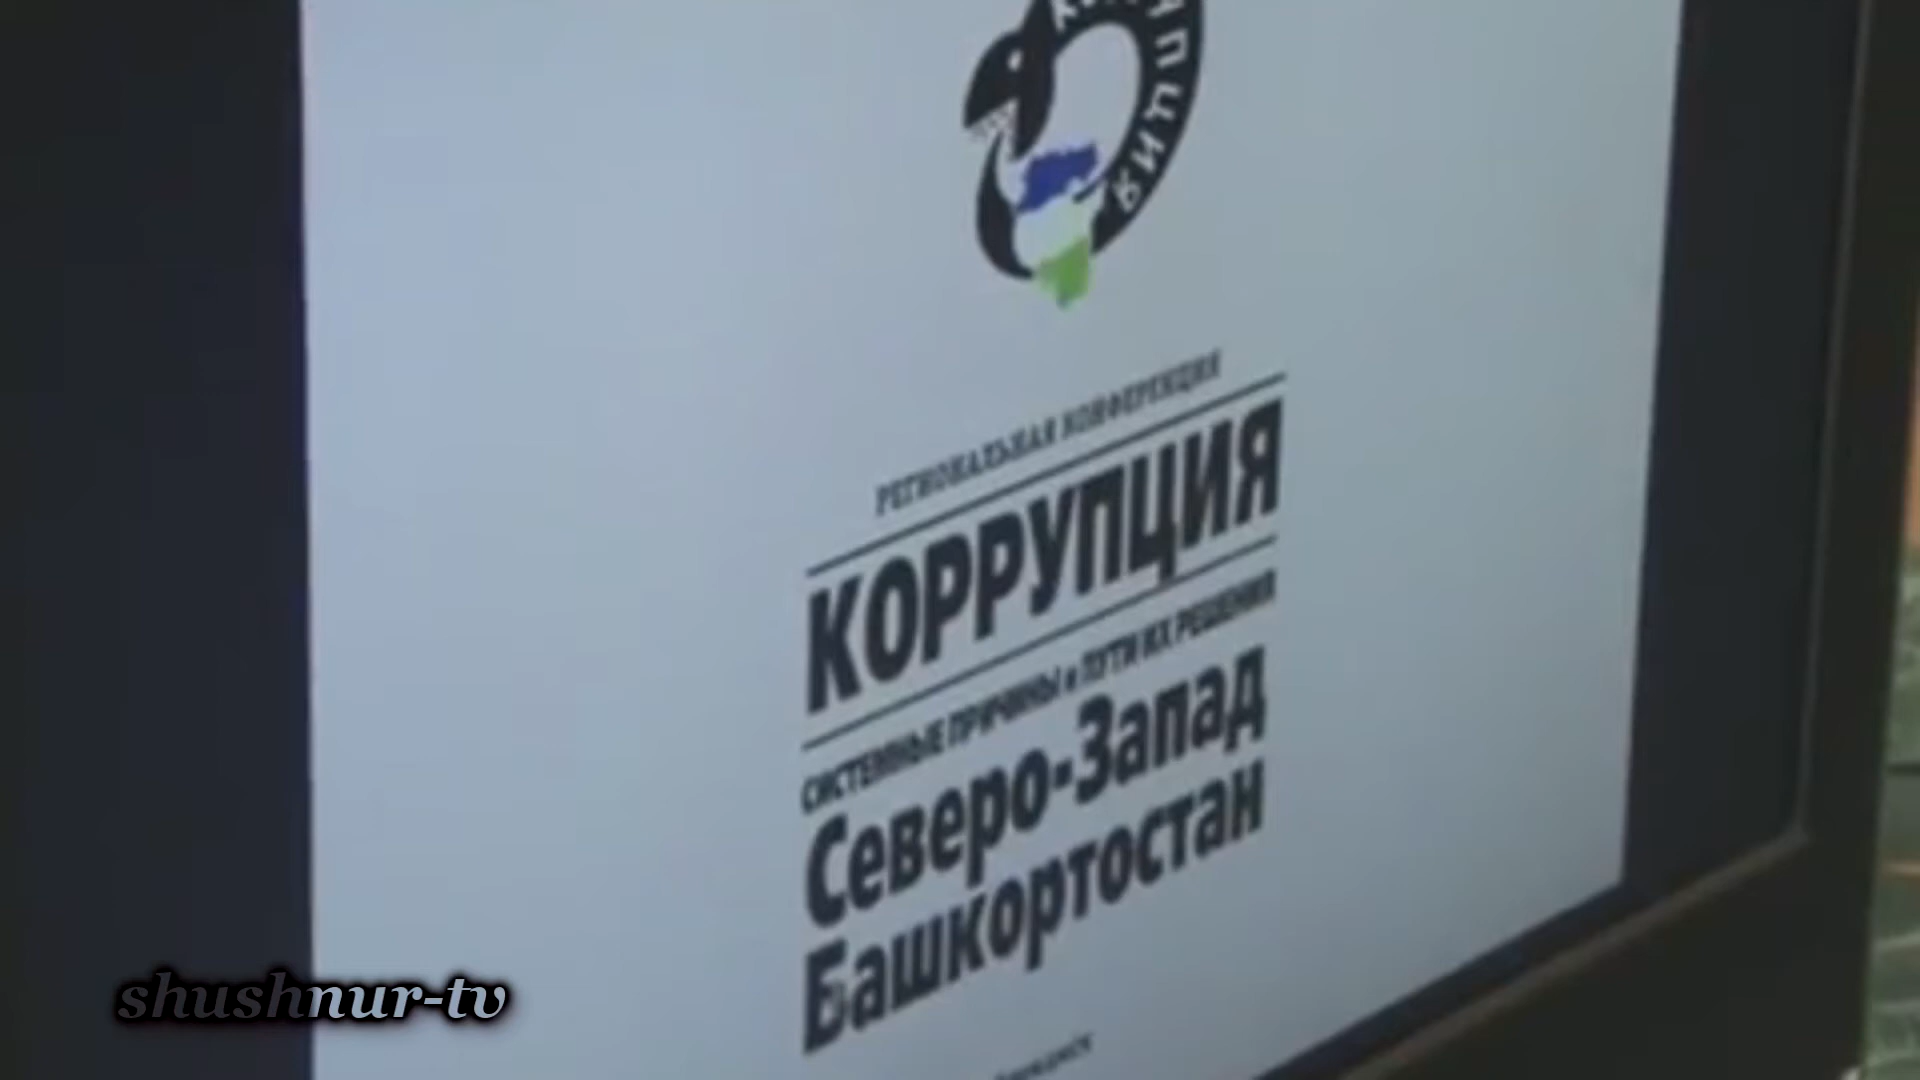 РЕГИОНАЛЬНАЯ КОНФЕРЕНЦИЯ
КОРРУПЦИЯ
СИСТЕМНЫЕ ПРИЧИНЫ и ПУТИ ИХ РЕШЕНИЯ
Северо-Запад
Башкортостан
shushnur-tv